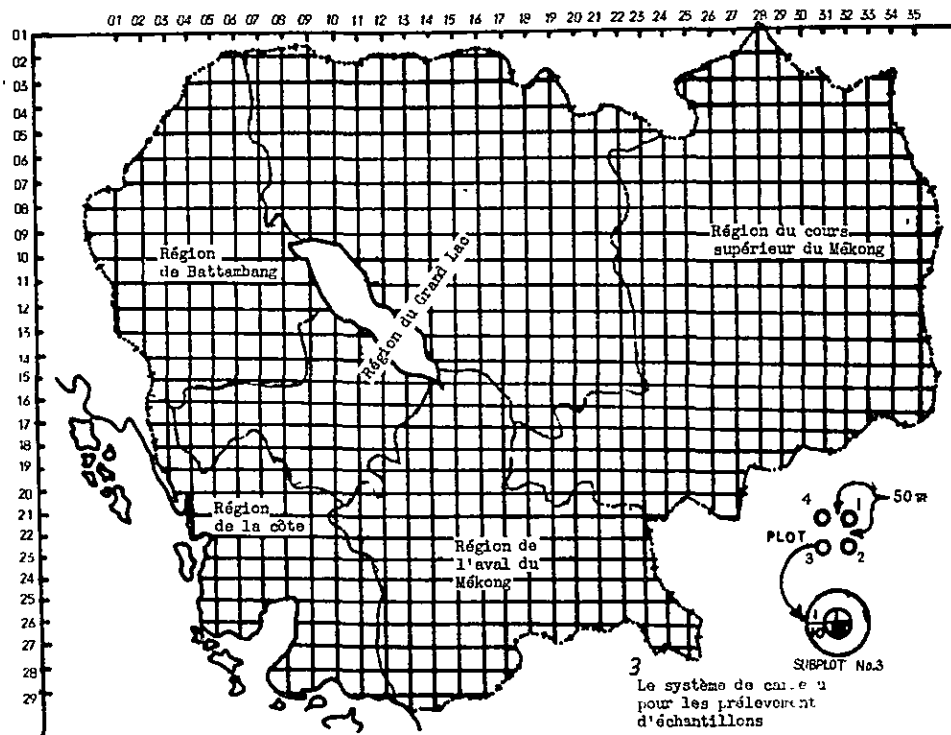 01 02 03 04 05 06 07 08 09 10 11 12 13 14 15 16 17 18 19 20 21 22 23 24 25 26 27 28 29 30 31 32 33 34 35
01
02
03
04
05
06
07
08
09
10
11
12
13
14
15
16
17
18
19
20
21
22
23
24
25
26
27
28
29
Région
de Battambang
Région du Grand Lac
Région du cours
supérieur du Mékong
Région
de la côte
Région de
l'aval du
Mékong
50 m
4 1
PLOT
3 2
SUBPLOT No.3
3
Le système de
pour les prélevement
d'échantillons